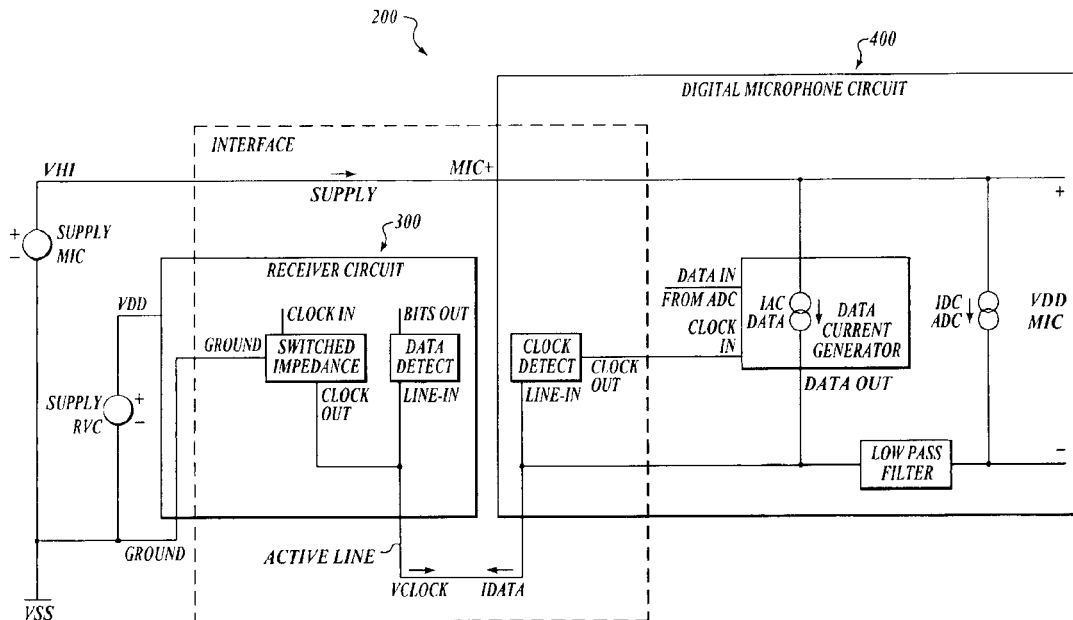 200
400
DIGITAL MICROPHONE CIRCUIT
INTERFACE
VHI
MIC+
SUPPLY
+
+
-
SUPPLY
MIC
300
RECEIVER CIRCUIT
VDD
CLOCK IN
BITS OUT
GROUND
SWITCHED
IMPEDANCE
DATA
DETECT
CLOCK
OUT
LINE-IN
CLOCK
DETECT
CLOCK
OUT
LINE-IN
DATA IN
FROM ADC
CLOCK
IN
IAC
DATA
DATA
CURRENT
GENERATOR
DATA OUT
IDC
ADC
VDD
MIC
SUPPLY
RVC
+
-
LOW PASS
FILTER
-
GROUND
ACTIVE LINE
VCLOCK
IDATA
VSS